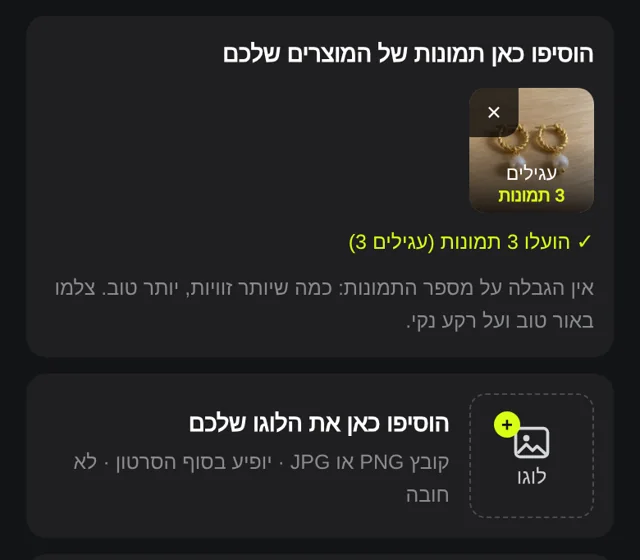 הוסיפו כאן תמונות של המוצרים שלכם
עגילים
3 תמונות
✓ הועלו 3 תמונות (עגילים 3)
אין הגבלה על מספר התמונות: כמה שיותר זוויות, יותר טוב. צלמו
באור טוב ועל רקע נקי.
הוסיפו כאן את הלוגו שלכם
קובץ PNG או JPG · יופיע בסוף הסרטון · לא
חובה
לוגו